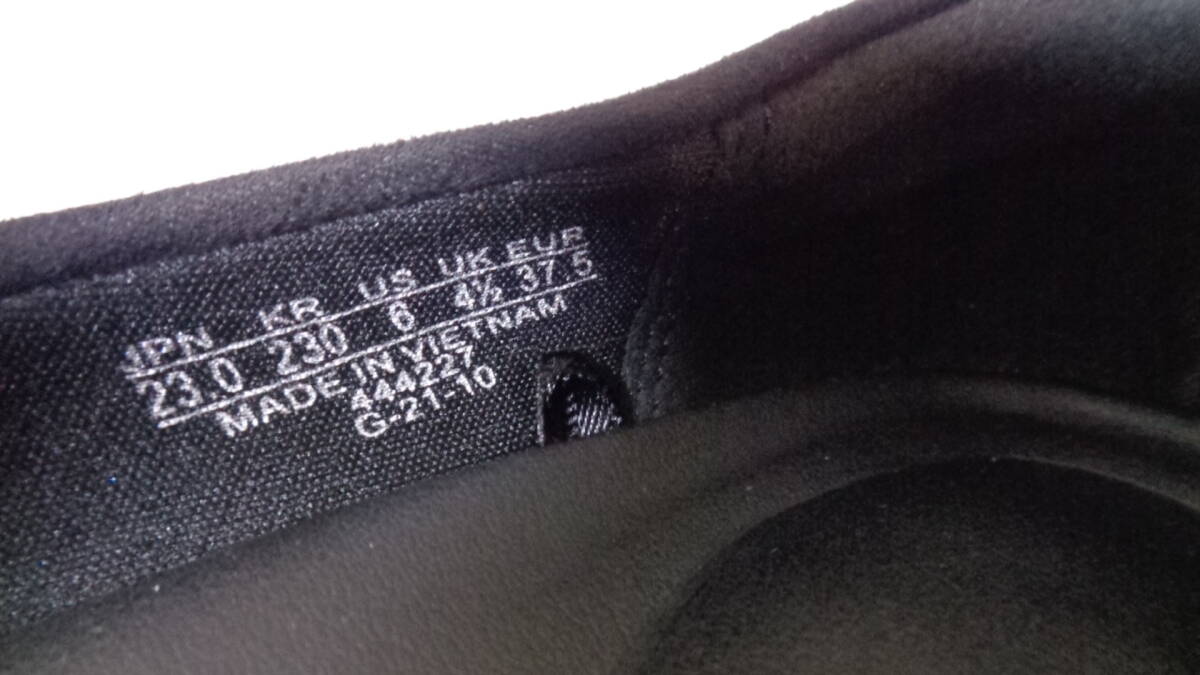 JPN KR US UK EUR
23.0 230 6 4½ 37.5
MADE IN VIETNAM
444227
G-21-10